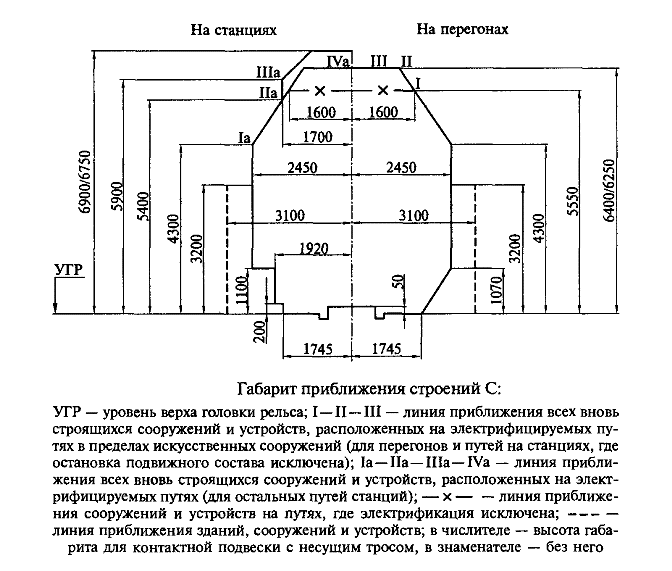 На станциях
На перегонах
IVa
III
II
IIIa
IIa
I
Ia
1600
1600
1700
2450
2450
3100
3100
1920
1745
1745
6900/6750
5900
5400
4300
3200
1100
200
50
1070
3200
4300
5550
6400/6250
УГР
Габарит приближения строений С:
УГР — уровень верха головки рельса; I—II—III — линия приближения всех вновь
строящихся сооружений и устройств, расположенных на электрифицируемых пу-
тях в пределах искусственных сооружений (для перегонов и путей на станциях, где
остановка подвижного состава исключена); Ia—IIa—IIIa—IVa — линия прибли-
жения всех вновь строящихся сооружений и устройств, расположенных на элект-
рифицируемых путях (для остальных путей станций); — × — — линия приближе-
ния сооружений и устройств на путях, где электрификация исключена; ---- —
линия приближения зданий, сооружений и устройств; в числителе — высота габа-
рита для контактной подвески с несущим тросом, в знаменателе — без него